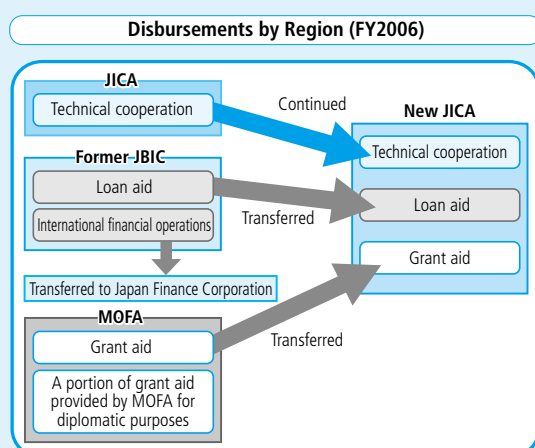 Disbursements by Region (FY2006)
JICA
Technical cooperation
Continued
New JICA
Technical cooperation
Former JBIC
Loan aid
International financial operations
Transferred
Loan aid
Grant aid
Transferred to Japan Finance Corporation
MOFA
Grant aid
Transferred
A portion of grant aid
provided by MOFA for
diplomatic purposes